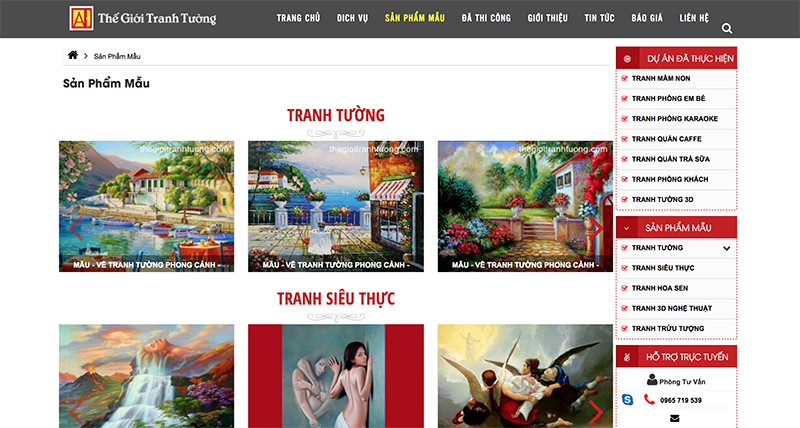 AJ Thế Giới Tranh Tường
TRANG CHỦ DỊCH VỤ SẢN PHẨM MẪU ĐÃ THI CÔNG GIỚI THIỆU TIN TỨC BÁO GIÁ LIÊN HỆ
Sản Phẩm Mẫu
Sản Phẩm Mẫu
TRANH TƯỜNG
thegioitranhtuong.com
thegioitranhtuong.com
thegioitranhtuong.com
MẪU - VẼ TRANH TƯỜNG PHONG CẢNH -
MẪU - VẼ TRANH TƯỜNG PHONG CẢNH -
MẪU - VẼ TRANH TƯỜNG PHONG CẢNH -
TRANH SIÊU THỰC
DỰ ÁN ĐÃ THỰC HIỆN
TRANH MẦM NON
TRANH PHÒNG EM BÉ
TRANH PHÒNG KARAOKE
TRANH QUÁN CAFFE
TRANH QUÁN TRÀ SỮA
TRANH PHÒNG KHÁCH
TRANH TƯỜNG 3D
SẢN PHẨM MẪU
TRANH TƯỜNG
TRANH SIÊU THỰC
TRANH HOA SEN
TRANH 3D NGHỆ THUẬT
TRANH TRỪU TƯỢNG
HỖ TRỢ TRỰC TUYẾN
Phòng Tư Vấn
0965 719 539